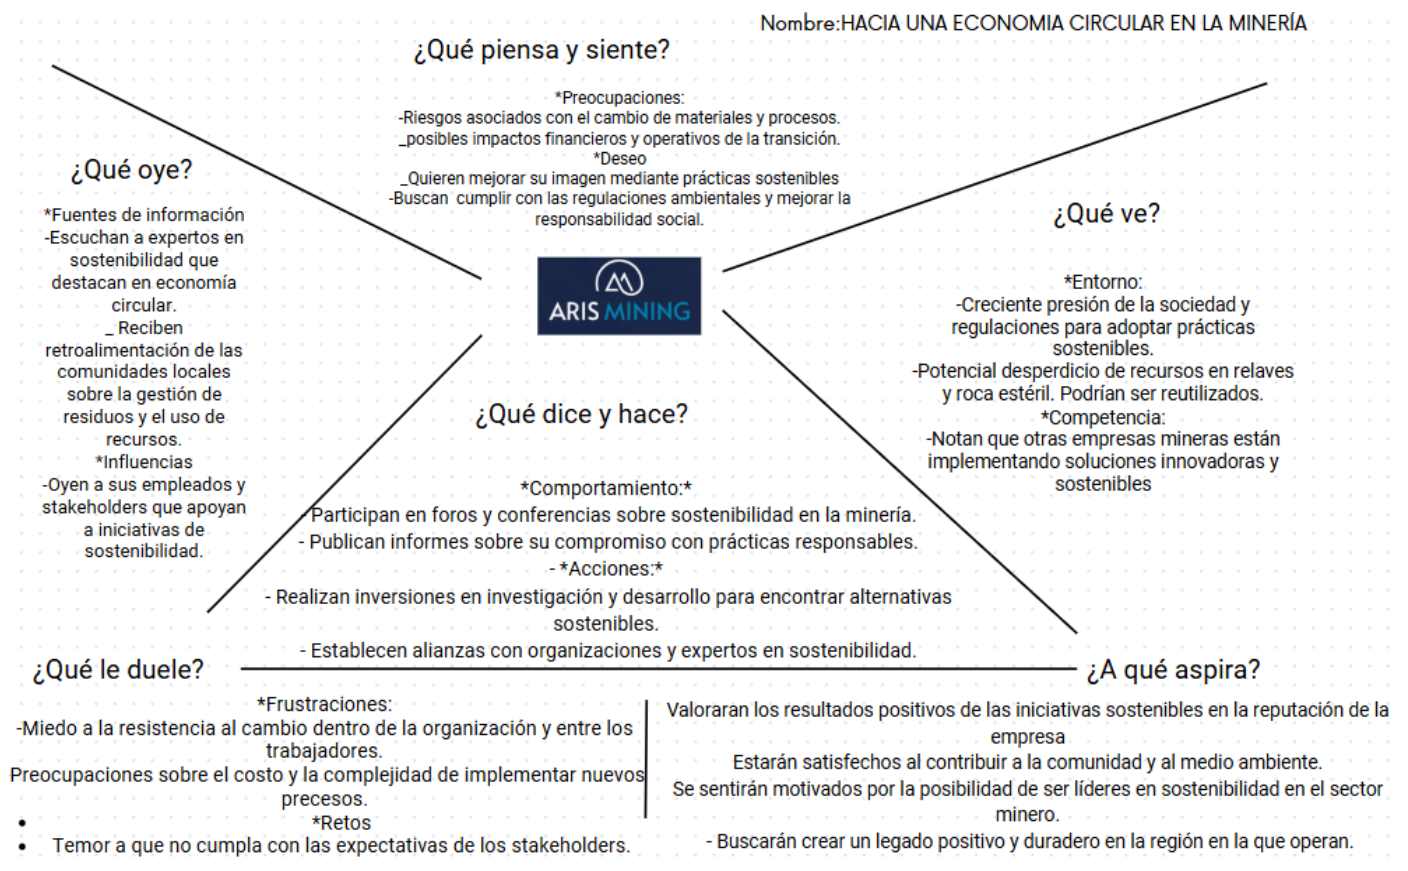 Nombre:HACIA UNA ECONOMIA CIRCULAR EN LA MINERÍA
¿Qué piensa y siente?
*Preocupaciones:
-Riesgos asociados con el cambio de materiales y procesos.
_posibles impactos financieros y operativos de la transición.
*Deseo
_Quieren mejorar su imagen mediante prácticas sostenibles
-Buscan cumplir con las regulaciones ambientales y mejorar la
responsabilidad social.
¿Qué oye?
*Fuentes de información
-Escuchan a expertos en
sostenibilidad que
destacan en economía
circular.
_ Reciben
retroalimentación de las
comunidades locales
sobre la gestión de
residuos y el uso de
recursos.
*Influencias
-Oyen a sus empleados y
stakeholders que apoyan
a iniciativas de
sostenibilidad.
ARIS MINING
¿Qué ve?
*Entorno:
-Creciente presión de la sociedad y
regulaciones para adoptar prácticas
sostenibles.
-Potencial desperdicio de recursos en relaves
y roca estéril. Podrían ser reutilizados.
*Competencia:
-Notan que otras empresas mineras están
implementando soluciones innovadoras y
sostenibles
¿Qué dice y hace?
*Comportamiento:*
- Participan en foros y conferencias sobre sostenibilidad en la minería.
- Publican informes sobre su compromiso con prácticas responsables.
- *Acciones:*
- Realizan inversiones en investigación y desarrollo para encontrar alternativas
sostenibles.
- Establecen alianzas con organizaciones y expertos en sostenibilidad.
¿Qué le duele?
*Frustraciones:
-Miedo a la resistencia al cambio dentro de la organización y entre los
trabajadores.
Preocupaciones sobre el costo y la complejidad de implementar nuevos
precesos.
• *Retos
• Temor a que no cumpla con las expectativas de los stakeholders.
¿A qué aspira?
Valoraran los resultados positivos de las iniciativas sostenibles en la reputación de la
empresa
Estarán satisfechos al contribuir a la comunidad y al medio ambiente.
Se sentirán motivados por la posibilidad de ser líderes en sostenibilidad en el sector
minero.
- Buscarán crear un legado positivo y duradero en la región en la que operan.